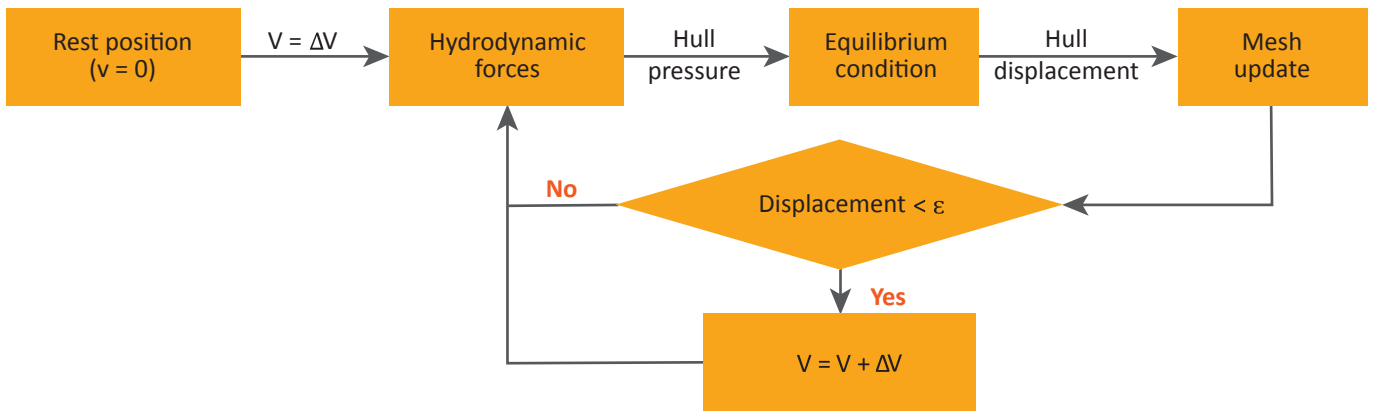 Rest position
(v = 0)
V = ΔV
Hydrodynamic
forces
Hull
pressure
Equilibrium
condition
Hull
displacement
Mesh
update
No
Displacement < ε
Yes
V = V + ΔV